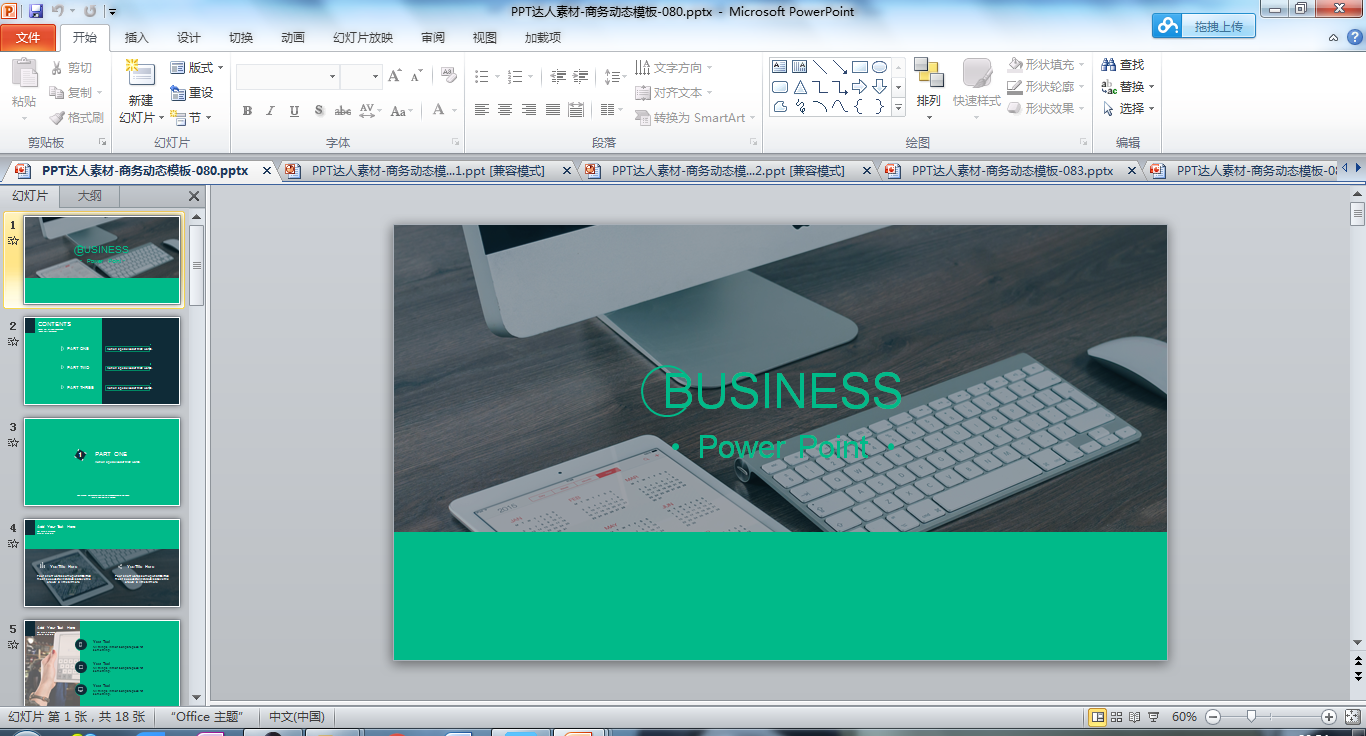 PPT达人素材-商务动态模板-080.pptx - Microsoft PowerPoint
拖拽上传
文件 开始 插入 设计 切换 动画 幻灯片放映 审阅 视图 加载项
剪切 复制 格式刷 粘贴
剪贴板
新建
幻灯片
版式
重设
节
幻灯片
B I U S abc AV Aa A
字体
文字方向
对齐文本
转换为 SmartArt
段落
排列 快速样式
形状填充
形状轮廓
形状效果
绘图
查找
替换
选择
编辑
PPT达人素材-商务动态模板-080.pptx
PPT达人素材-商务动态模...1.ppt [兼容模式]
PPT达人素材-商务动态模...2.ppt [兼容模式]
PPT达人素材-商务动态模板-083.pptx
PPT达人素材-商务动态模板-08
幻灯片 大纲
1
BUSINESS
2
CONTENTS
PART ONE
PART TWO
PART THREE
3
1
PART ONE
4
Add Your Text Here
YourTitle Here
YourTitle Here
5
Add Your Text Here
Your Text
Your Text
Your Text
BUSINESS
• Power Point •
2015
JAN
FEB
MAR
MAY
幻灯片 第 1 张，共 18 张
“Office 主题”
中文(中国)
60%